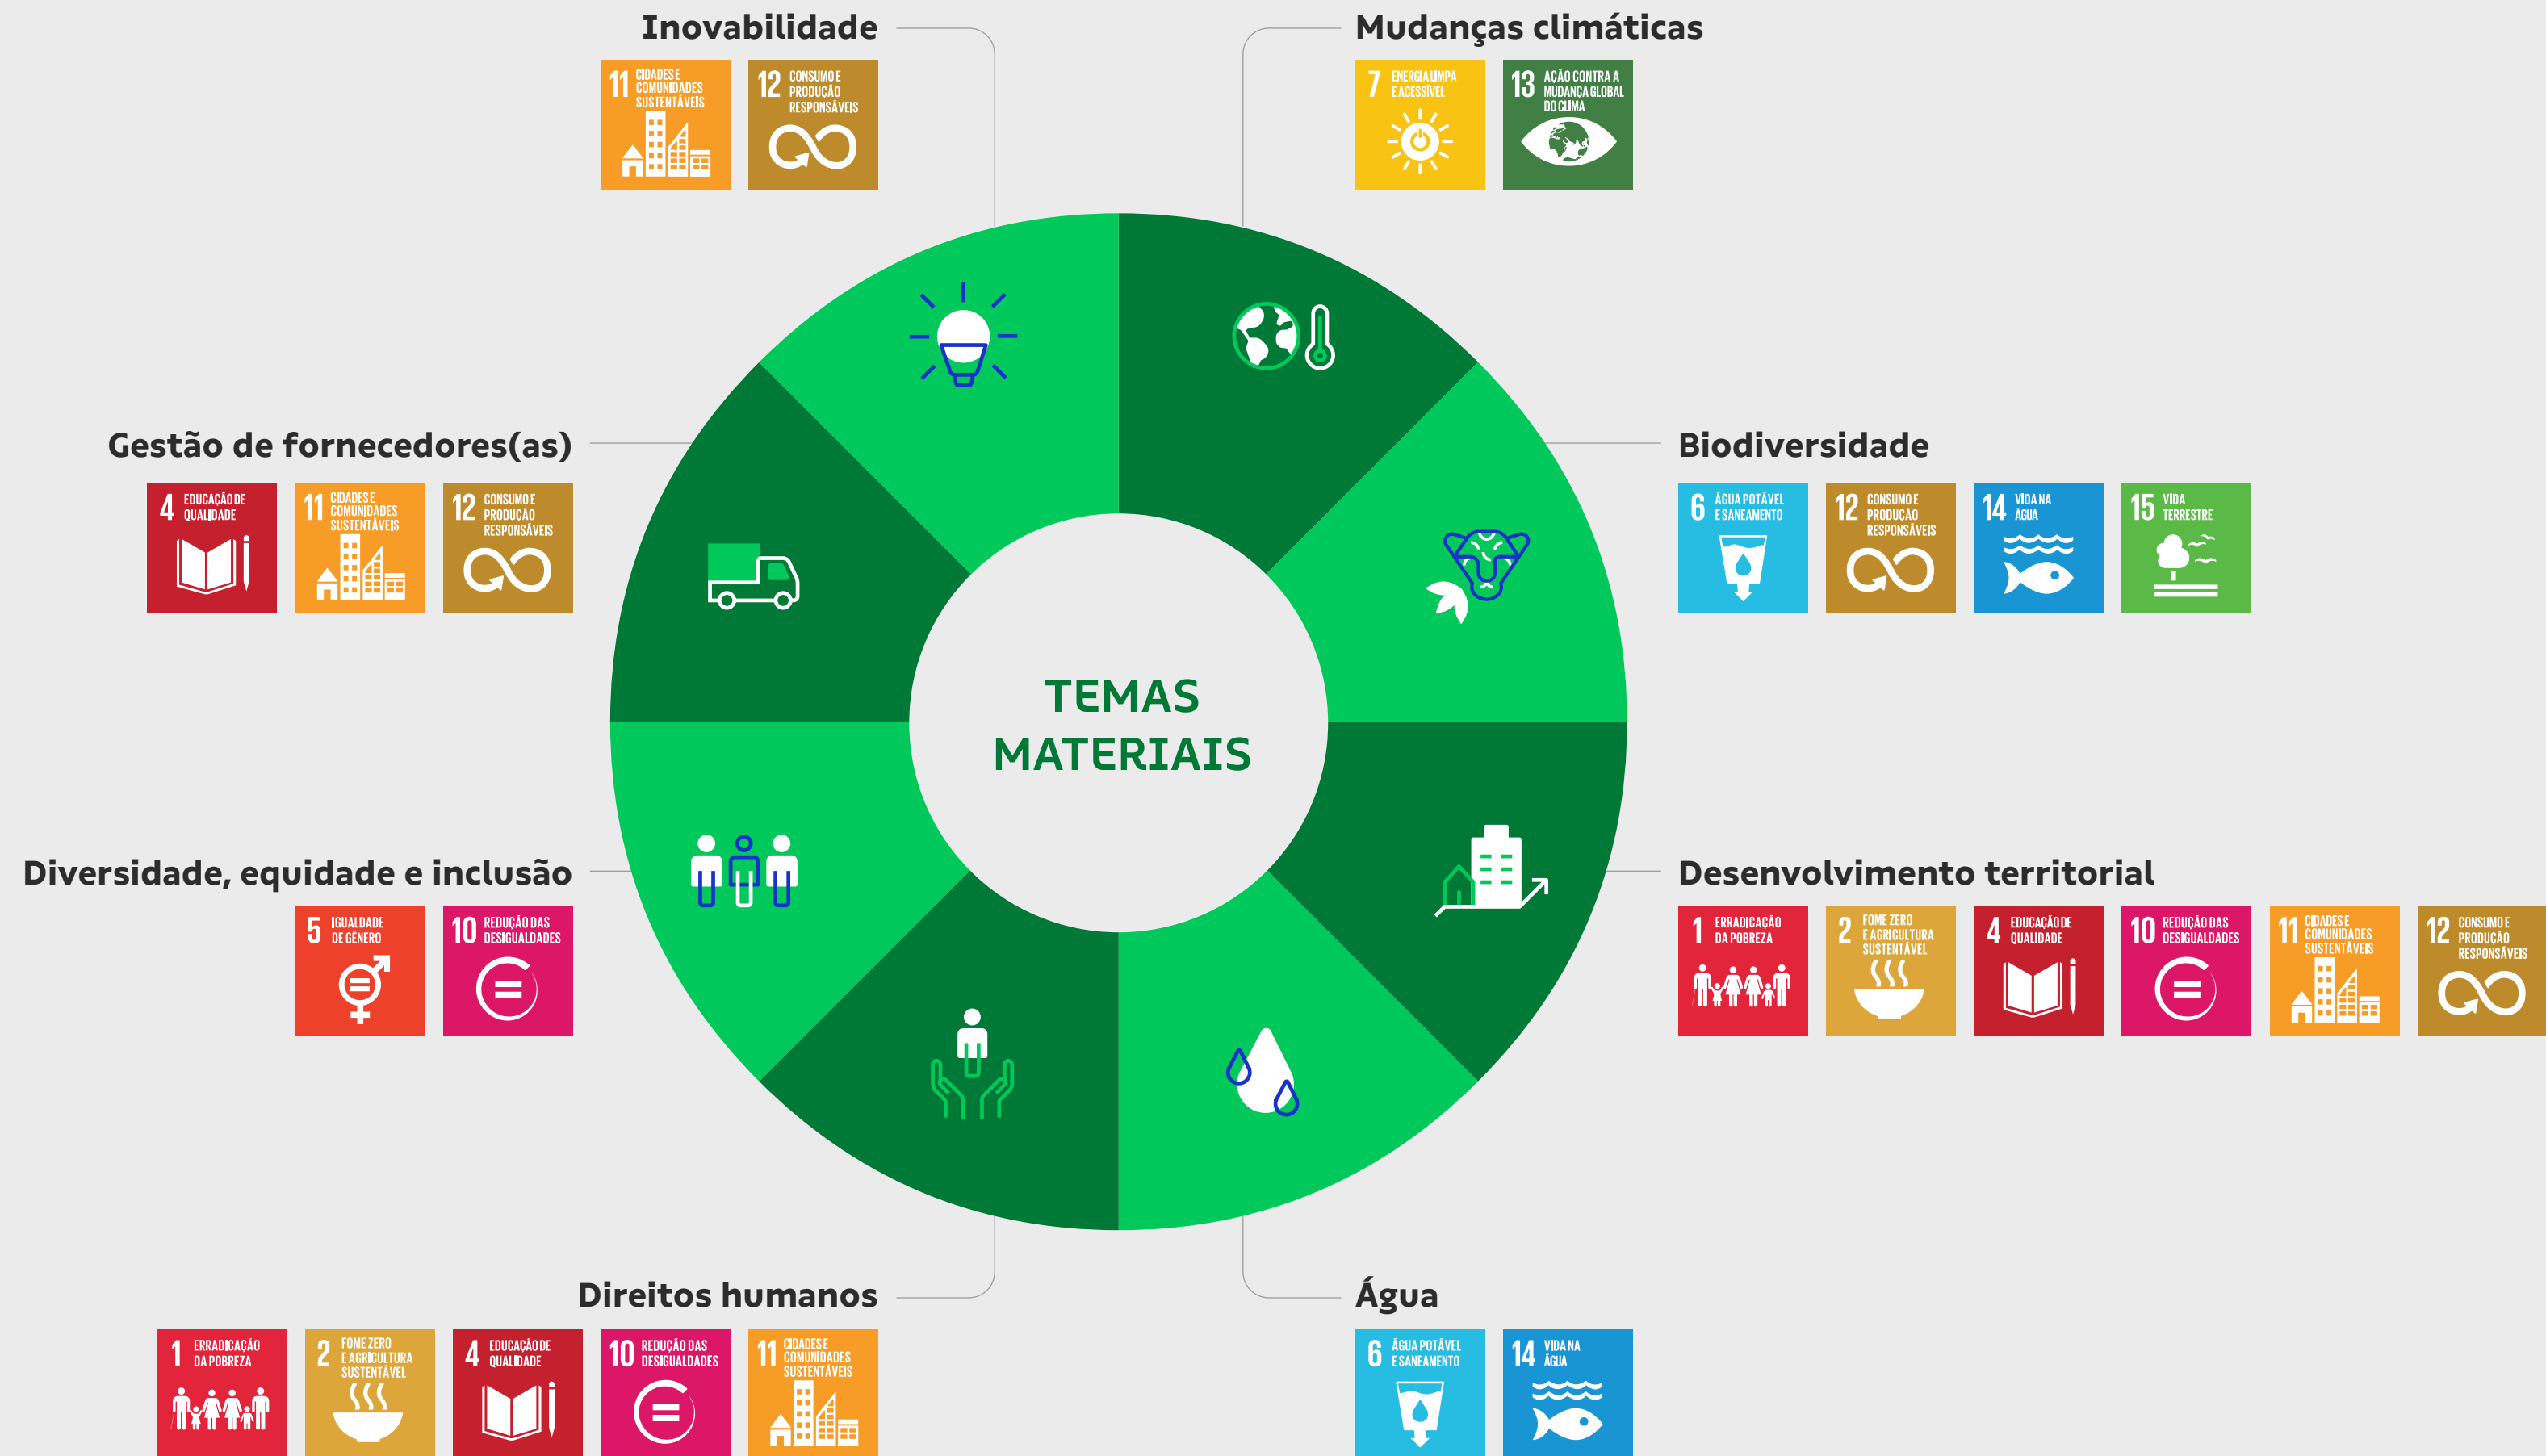 Inovabilidade
11 CIDADES E
COMUNIDADES
SUSTENTÁVEIS
12 CONSUMO E
PRODUÇÃO
RESPONSÁVEIS
Mudanças climáticas
7 ENERGIA LIMPA
E ACESSÍVEL
13 AÇÃO CONTRA A
MUDANÇA GLOBAL
DO CLIMA
Gestão de fornecedores(as)
4 EDUCAÇÃO DE
QUALIDADE
11 CIDADES E
COMUNIDADES
SUSTENTÁVEIS
12 CONSUMO E
PRODUÇÃO
RESPONSÁVEIS
Biodiversidade
6 ÁGUA POTÁVEL
E SANEAMENTO
12 CONSUMO E
PRODUÇÃO
RESPONSÁVEIS
14 VIDA NA
ÁGUA
15 VIDA
TERRESTRE
TEMAS
MATERIAIS
Diversidade, equidade e inclusão
5 IGUALDADE
DE GÊNERO
10 REDUÇÃO DAS
DESIGUALDADES
Desenvolvimento territorial
1 ERRADICAÇÃO
DA POBREZA
2 FOME ZERO
E AGRICULTURA
SUSTENTÁVEL
4 EDUCAÇÃO DE
QUALIDADE
10 REDUÇÃO DAS
DESIGUALDADES
11 CIDADES E
COMUNIDADES
SUSTENTÁVEIS
12 CONSUMO E
PRODUÇÃO
RESPONSÁVEIS
Direitos humanos
1 ERRADICAÇÃO
DA POBREZA
2 FOME ZERO
E AGRICULTURA
SUSTENTÁVEL
4 EDUCAÇÃO DE
QUALIDADE
10 REDUÇÃO DAS
DESIGUALDADES
11 CIDADES E
COMUNIDADES
SUSTENTÁVEIS
Água
6 ÁGUA POTÁVEL
E SANEAMENTO
14 VIDA NA
ÁGUA